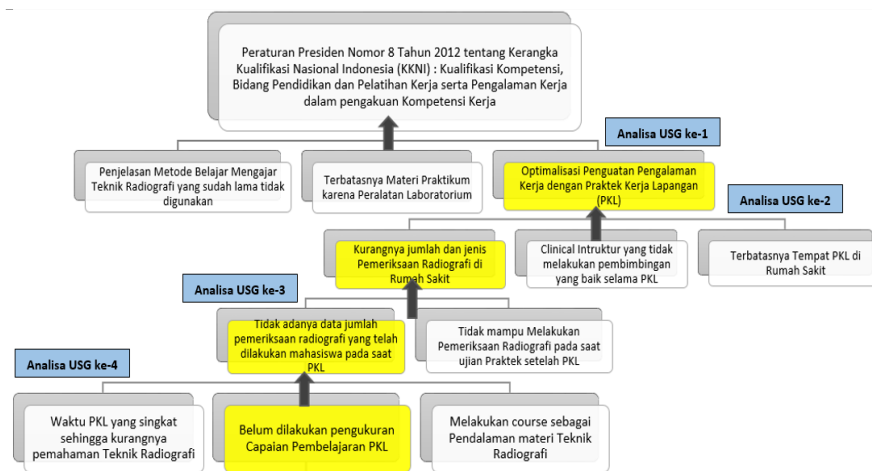 Peraturan Presiden Nomor 8 Tahun 2012 tentang Kerangka
Kualifikasi Nasional Indonesia (KKNI) : Kualifikasi Kompetensi,
Bidang Pendidikan dan Pelatihan Kerja serta Pengalaman Kerja
dalam pengakuan Kompetensi Kerja
Analisa USG ke-1
Penjelasan Metode Belajar Mengajar
Teknik Radiografi yang sudah lama tidak
digunakan
Terbatasnya Materi Praktikum
karena Peralatan Laboratorium
Optimalisasi Penguatan Pengalaman
Kerja dengan Praktek Kerja Lapangan
(PKL)
Analisa USG ke-2
Kurangnya jumlah dan jenis
Pemeriksaan Radiografi di
Rumah Sakit
Clinical Intruktur yang tidak
melakukan pembimbingan
yang baik selama PKL
Terbatasnya Tempat PKL di
Rumah Sakit
Analisa USG ke-3
Tidak adanya data jumlah
pemeriksaan radiografi yang telah
dilakukan mahasiswa pada saat
PKL
Tidak mampu Melakukan
Pemeriksaan Radiografi pada saat
ujian Praktek setelah PKL
Analisa USG ke-4
Waktu PKL yang singkat
sehingga kurangnya
pemahaman Teknik Radiografi
Belum dilakukan pengukuran
Capaian Pembelajaran PKL
Melakukan course sebagai
Pendalaman materi Teknik
Radiografi